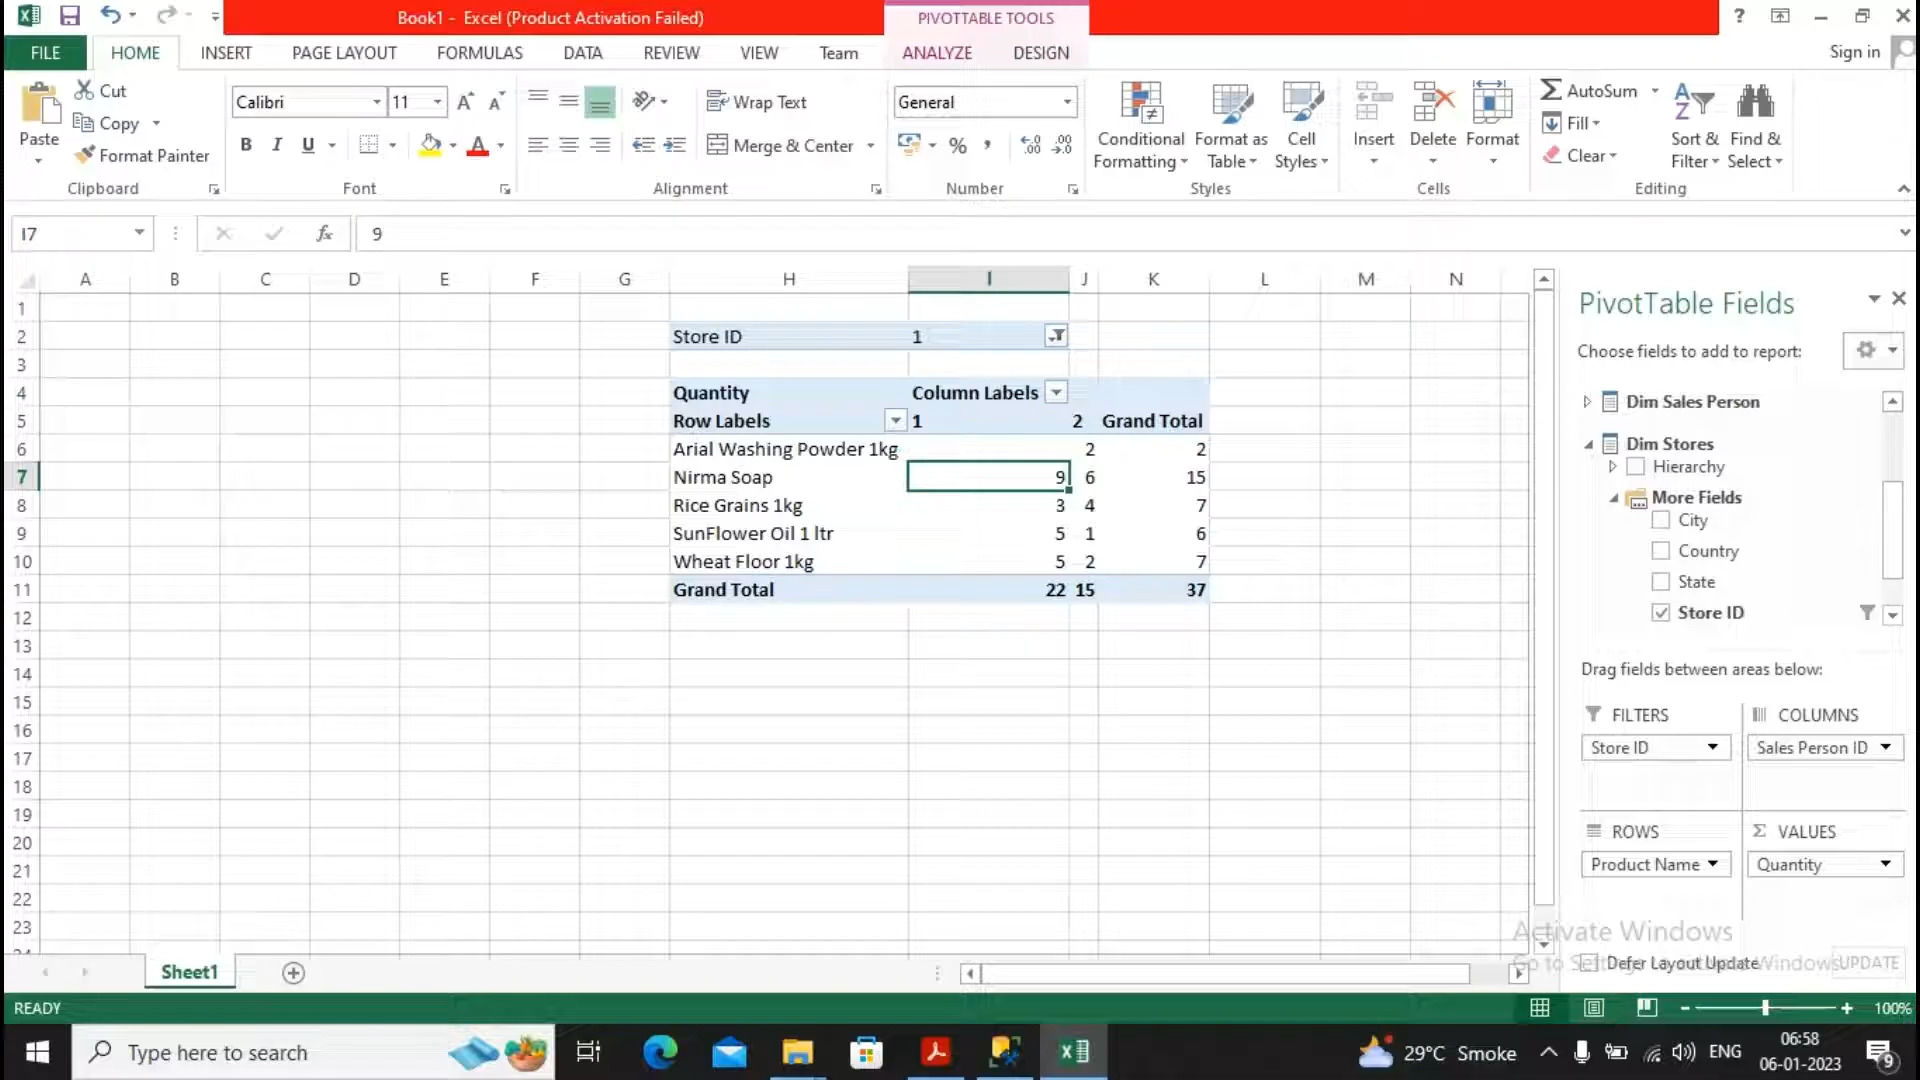 Book1 - Excel (Product Activation Failed)
PIVOTTABLE TOOLS
?
FILE HOME INSERT PAGE LAYOUT FORMULAS DATA REVIEW VIEW Team ANALYZE DESIGN Sign in
Paste
Cut
Copy
Format Painter
Clipboard
Calibri 11
B I U A
Font
Wrap Text
Merge & Center
Alignment
General
% ,
Number
Conditional Formatting
Format as Table
Cell Styles
Styles
Insert Delete Format
Cells
AutoSum
Fill
Clear
Sort & Filter
Find & Select
Editing
I7 fx 9
A B C D E F G H I J K L M N
1
2 Store ID 1
3
4 Quantity Column Labels
5 Row Labels 1 2 Grand Total
6 Arial Washing Powder 1kg 2 2
7 Nirma Soap 9 6 15
8 Rice Grains 1kg 3 4 7
9 SunFlower Oil 1 ltr 5 1 6
10 Wheat Floor 1kg 5 2 7
11 Grand Total 22 15 37
12
13
14
15
16
17
18
19
20
21
22
23
PivotTable Fields
Choose fields to add to report:
Dim Sales Person
Dim Stores
Hierarchy
More Fields
City
Country
State
Store ID
Drag fields between areas below:
FILTERS COLUMNS
Store ID Sales Person ID
ROWS Σ VALUES
Product Name Quantity
Activate Windows
Defer Layout Update UPDATE
Sheet1
READY 100%
Type here to search
29°C Smoke ENG
06:58
06-01-2023
9